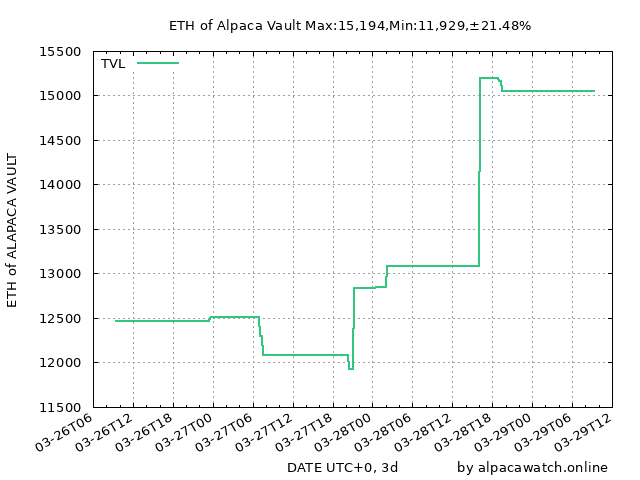 ETH of Alpaca Vault Max:15,194,Min:11,929,±21.48%
TVL
15500
15000
14500
14000
13500
13000
12500
12000
11500
ETH of ALAPACA VAULT
03-26T06
03-26T12
03-26T18
03-27T00
03-27T06
03-27T12
03-27T18
03-28T00
03-28T06
03-28T12
03-28T18
03-29T00
03-29T06
03-29T12
DATE UTC+0, 3d
by alpacawatch.online